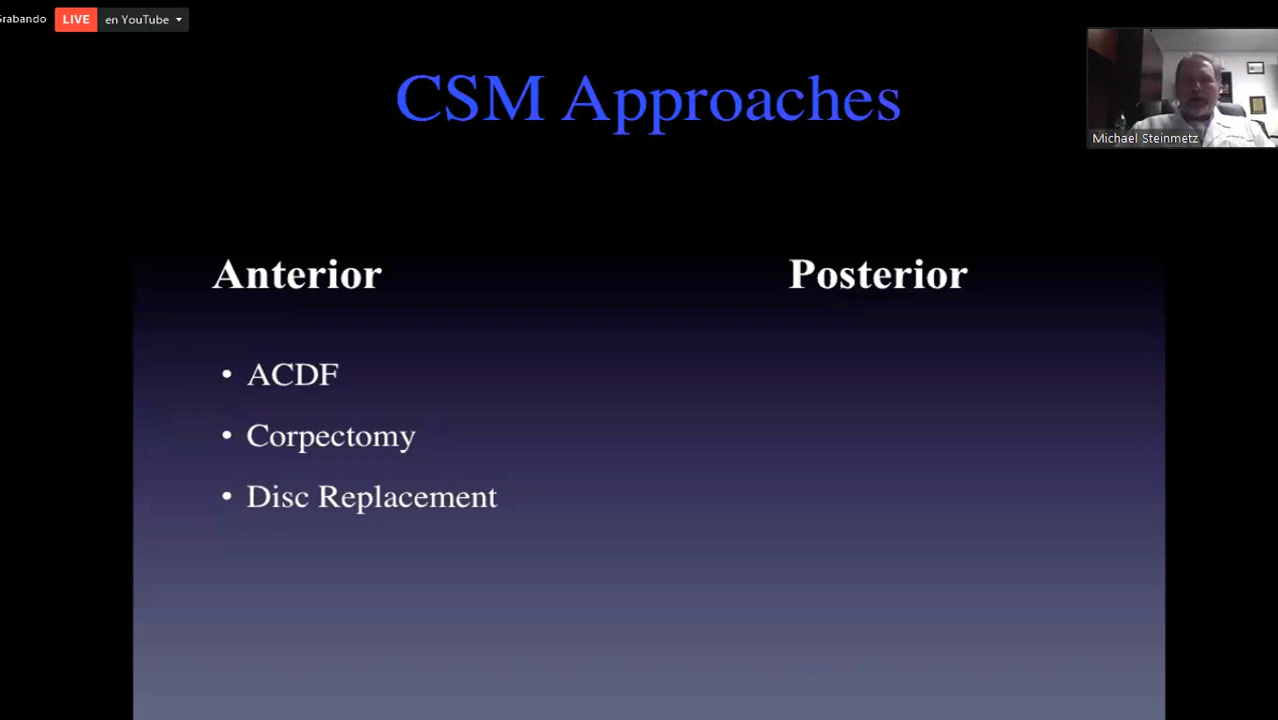 Grabando LIVE en YouTube
CSM Approaches
Michael Steinmetz
Anterior
Posterior
• ACDF
• Corpectomy
• Disc Replacement